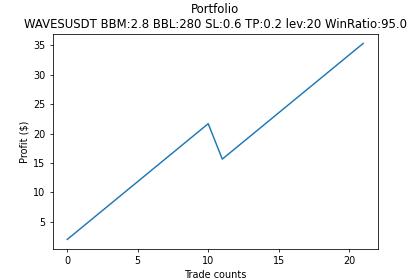 Portfolio
WAVESUSDT BBM:2.8 BBL:280 SL:0.6 TP:0.2 lev:20 WinRatio:95.0
35
30
25
20
15
10
5
Profit ($)
0 5 10 15 20
Trade counts